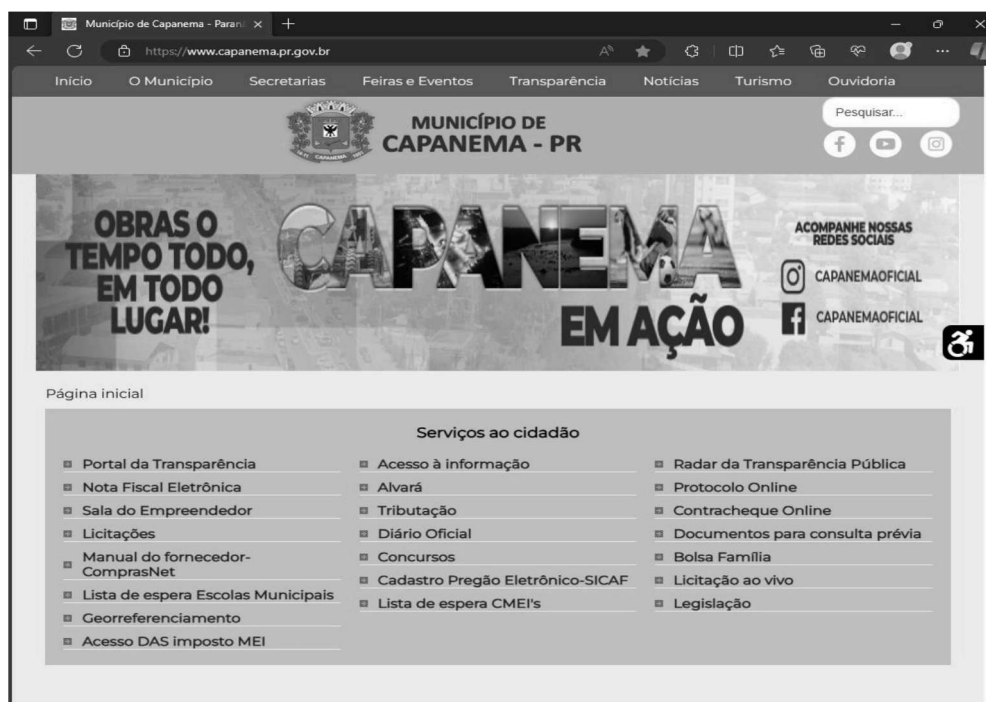 Município de Capanema - Paran
https://www.capanema.pr.gov.br
Início O Município Secretarias Feiras e Eventos Transparência Notícias Turismo Ouvidoria
MUNICÍPIO DE
CAPANEMA - PR
Pesquisar...
OBRAS O
TEMPO TODO,
EM TODO
LUGAR!
CAPANEMA
EM AÇÃO
ACOMPANHE NOSSAS
REDES SOCIAIS
CAPANEMAOFICIAL
CAPANEMAOFICIAL
Página inicial
Serviços ao cidadão
Portal da Transparência
Nota Fiscal Eletrônica
Sala do Empreendedor
Licitações
Manual do fornecedor-
ComprasNet
Lista de espera Escolas Municipais
Georreferenciamento
Acesso DAS imposto MEI
Acesso à informação
Alvará
Tributação
Diário Oficial
Concursos
Cadastro Pregão Eletrônico-SICAF
Lista de espera CMEI's
Radar da Transparência Pública
Protocolo Online
Contracheque Online
Documentos para consulta prévia
Bolsa Família
Licitação ao vivo
Legislação